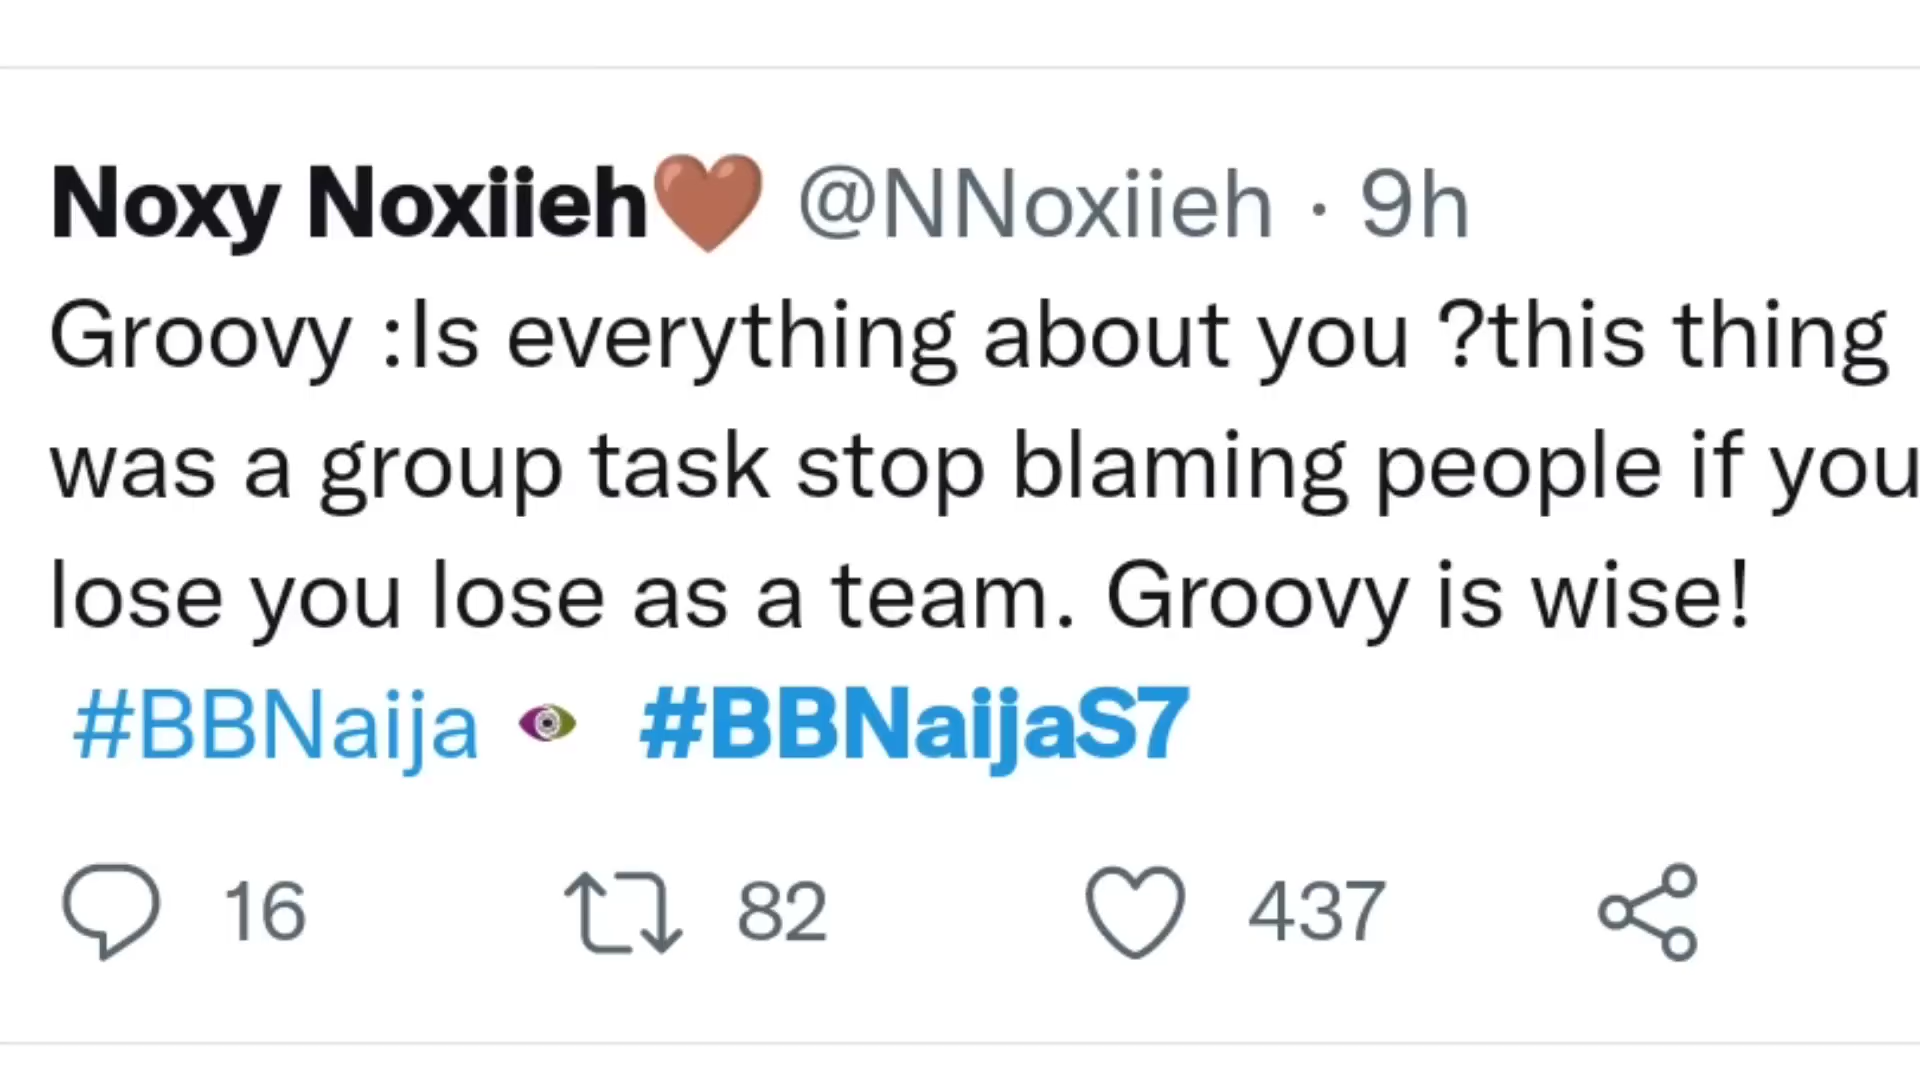 Noxy Noxiieh🤎 @NNoxiieh · 9h
Groovy :Is everything about you ?this thing
was a group task stop blaming people if you
lose you lose as a team. Groovy is wise!
#BBNaija #BBNaijaS7
16 82 437